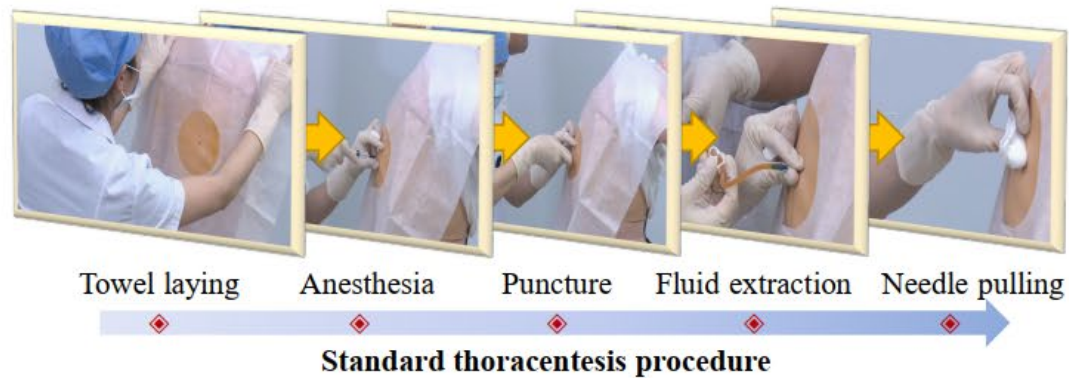 Towel laying Anesthesia Puncture Fluid extraction Needle pulling
Standard thoracentesis procedure